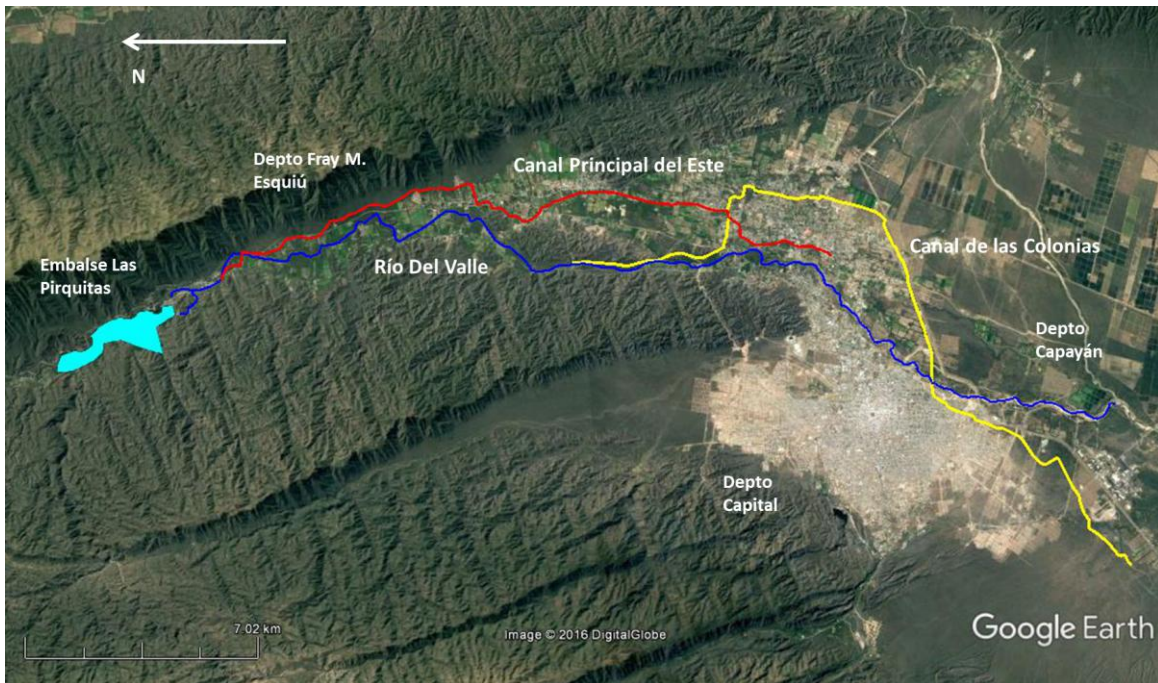 N
Depto Fray M.
Esquiú
Canal Principal del Este
Embalse Las
Pirquitas
Río Del Valle
Canal de las Colonias
Depto
Capayán
Depto
Capital
7.02 km
Image © 2016 DigitalGlobe
Google Earth